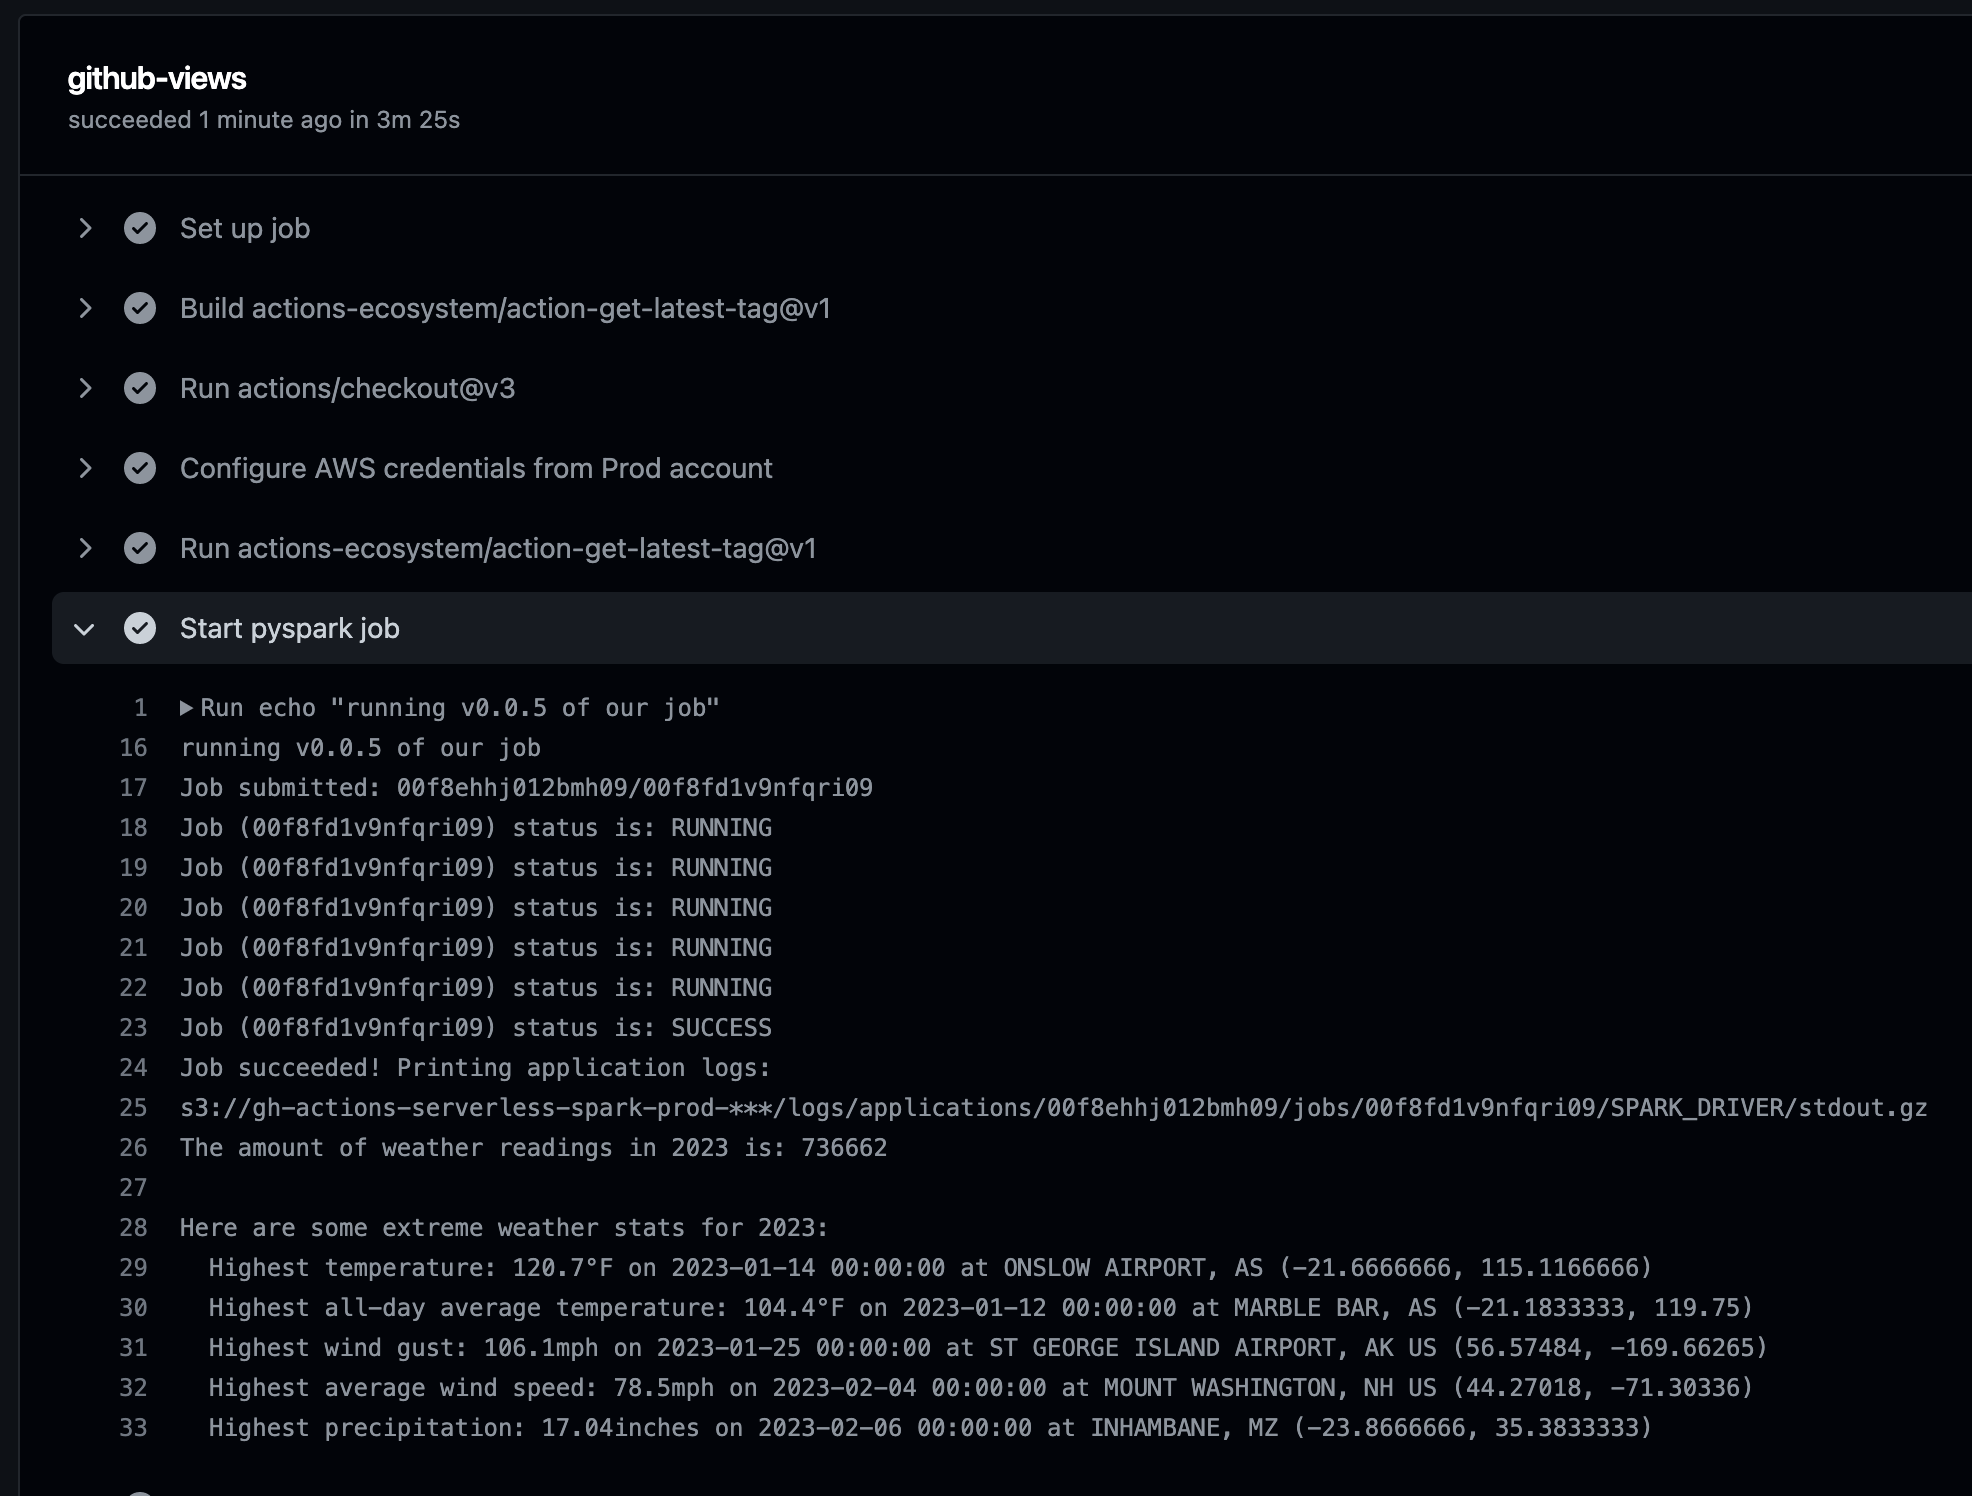 github-views
succeeded 1 minute ago in 3m 25s
Set up job
Build actions-ecosystem/action-get-latest-tag@v1
Run actions/checkout@v3
Configure AWS credentials from Prod account
Run actions-ecosystem/action-get-latest-tag@v1
Start pyspark job
1 ▶Run echo "running v0.0.5 of our job"
16 running v0.0.5 of our job
17 Job submitted: 00f8ehhj012bmh09/00f8fd1v9nfqri09
18 Job (00f8fd1v9nfqri09) status is: RUNNING
19 Job (00f8fd1v9nfqri09) status is: RUNNING
20 Job (00f8fd1v9nfqri09) status is: RUNNING
21 Job (00f8fd1v9nfqri09) status is: RUNNING
22 Job (00f8fd1v9nfqri09) status is: RUNNING
23 Job (00f8fd1v9nfqri09) status is: SUCCESS
24 Job succeeded! Printing application logs:
25 s3://gh-actions-serverless-spark-prod-***/logs/applications/00f8ehhj012bmh09/jobs/00f8fd1v9nfqri09/SPARK_DRIVER/stdout.gz
26 The amount of weather readings in 2023 is: 736662
27
28 Here are some extreme weather stats for 2023:
29 Highest temperature: 120.7°F on 2023-01-14 00:00:00 at ONSLOW AIRPORT, AS (-21.6666666, 115.1166666)
30 Highest all-day average temperature: 104.4°F on 2023-01-12 00:00:00 at MARBLE BAR, AS (-21.1833333, 119.75)
31 Highest wind gust: 106.1mph on 2023-01-25 00:00:00 at ST GEORGE ISLAND AIRPORT, AK US (56.57484, -169.66265)
32 Highest average wind speed: 78.5mph on 2023-02-04 00:00:00 at MOUNT WASHINGTON, NH US (44.27018, -71.30336)
33 Highest precipitation: 17.04inches on 2023-02-06 00:00:00 at INHAMBANE, MZ (-23.8666666, 35.3833333)